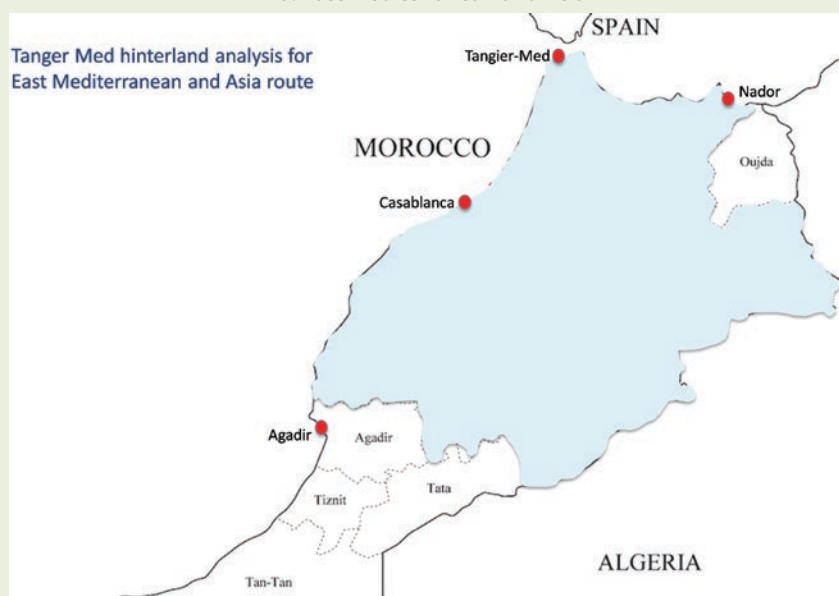 SPAIN
Tanger Med hinterland analysis for
East Mediterranean and Asia route
Tangier-Med
Nador
MOROCCO
Oujda
Casablanca
Agadir
Agadir
Tiznit
Tata
ALGERIA
Tan-Tan